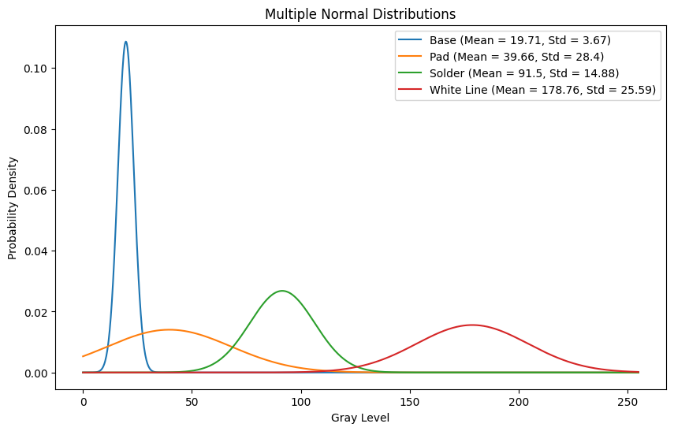 Multiple Normal Distributions
Base (Mean = 19.71, Std = 3.67)
Pad (Mean = 39.66, Std = 28.4)
Solder (Mean = 91.5, Std = 14.88)
White Line (Mean = 178.76, Std = 25.59)
Probability Density
0.10
0.08
0.06
0.04
0.02
0.00
0 50 100 150 200 250
Gray Level